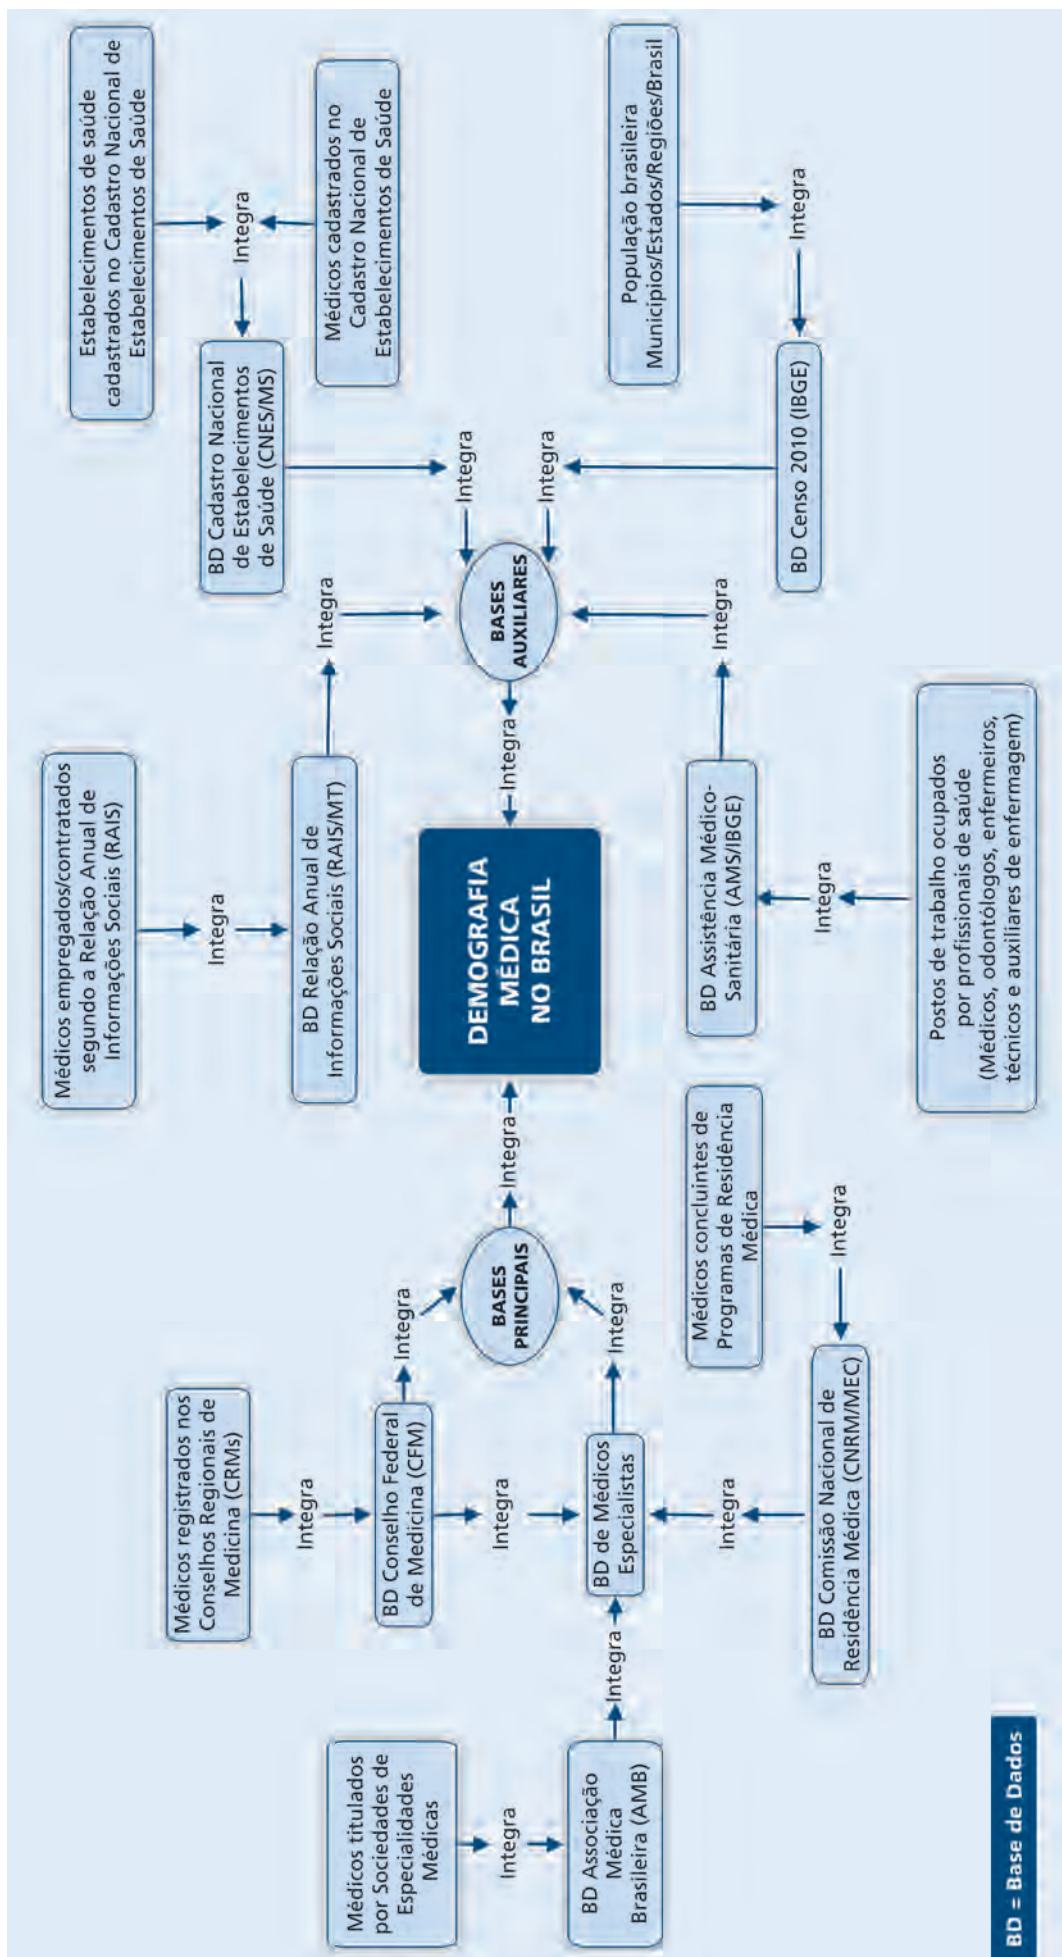 Médicos titulados
por Sociedades de
Especialidades
Médicas
Integra
BD Associação
Médica
Brasileira (AMB)
Integra
Médicos registrados nos
Conselhos Regionais de
Medicina (CRMs)
Integra
BD Conselho Federal
de Medicina (CFM)
Integra
Integra
BD de Médicos
Especialistas
Integra
Integra
BD Comissão Nacional de
Residência Médica (CNRM/MEC)
Integra
Médicos concluintes de
Programas de Residência
Médica
BASES
PRINCIPAIS
Integra
DEMOGRAFIA
MÉDICA
NO BRASIL
Médicos empregados/contratados
segundo a Relação Anual de
Informações Sociais (RAIS)
Integra
BD Relação Anual de
Informações Sociais (RAIS/MT)
Integra
Integra
BASES
AUXILIARES
BD Assistência Médico-
Sanitária (AMS/IBGE)
Integra
Integra
Postos de trabalho ocupados
por profissionais de saúde
(Médicos, odontólogos, enfermeiros,
técnicos e auxiliares de enfermagem)
Estabelecimentos de saúde
cadastrados no Cadastro Nacional de
Estabelecimentos de Saúde
Integra
Médicos cadastrados no
Cadastro Nacional de
Estabelecimentos de Saúde
BD Cadastro Nacional
de Estabelecimentos
de Saúde (CNES/MS)
Integra
Integra
População brasileira
Municípios/Estados/Regiões/Brasil
Integra
BD Censo 2010 (IBGE)
BD = Base de Dados